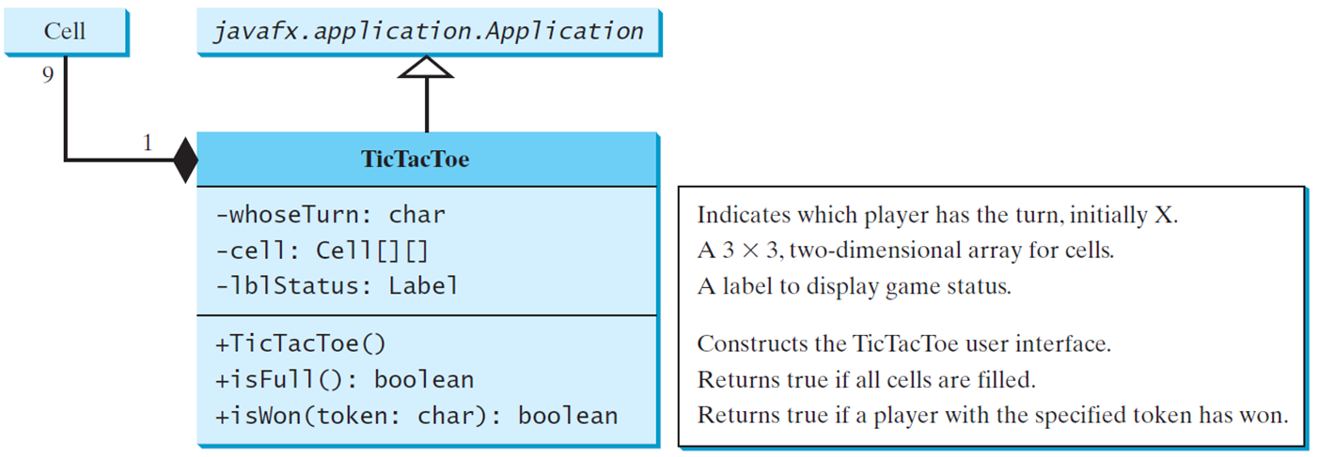 Cell
javafx.application.Application
9
1
TicTacToe
-whoseTurn: char
-cell: Cell[][]
-lblStatus: Label
+TicTacToe()
+isFull(): boolean
+isWon(token: char): boolean
Indicates which player has the turn, initially X.
A 3 × 3, two-dimensional array for cells.
A label to display game status.
Constructs the TicTacToe user interface.
Returns true if all cells are filled.
Returns true if a player with the specified token has won.